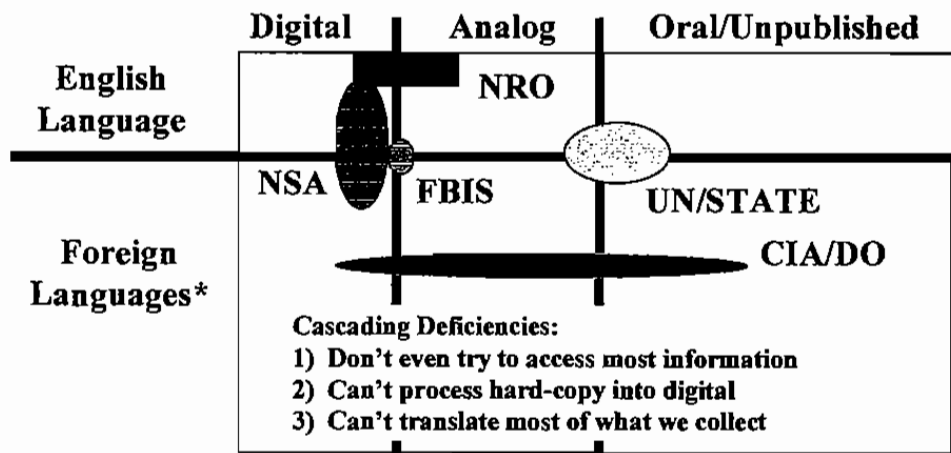 Digital Analog Oral/Unpublished
English
Language
NRO
NSA FBIS
UN/STATE
Foreign
Languages*
CIA/DO
Cascading Deficiencies:
1) Don't even try to access most information
2) Can't process hard-copy into digital
3) Can't translate most of what we collect